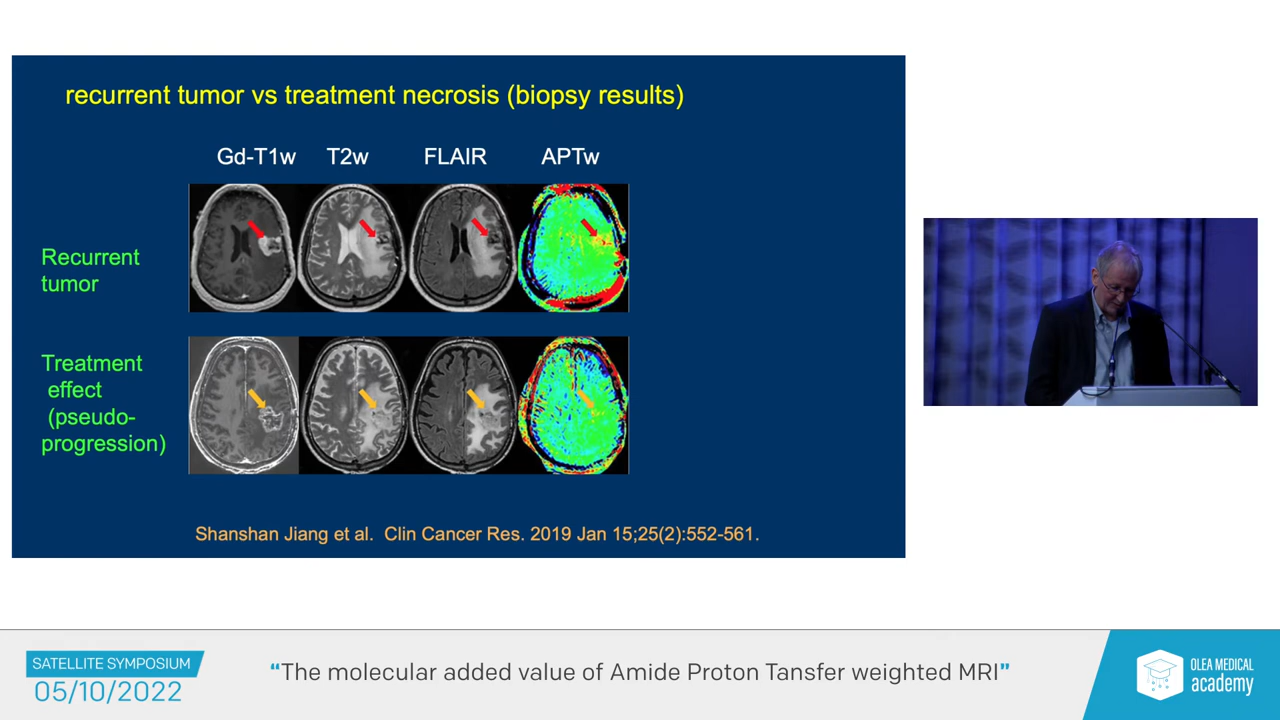 recurrent tumor vs treatment necrosis (biopsy results)
Gd-T1w T2w FLAIR APTw
Recurrent
tumor
Treatment
effect
(pseudo-
progression)
Shanshan Jiang et al. Clin Cancer Res. 2019 Jan 15;25(2):552-561.
SATELLITE SYMPOSIUM
05/10/2022
“The molecular added value of Amide Proton Tansfer weighted MRI”
OLEA MEDICAL
academy